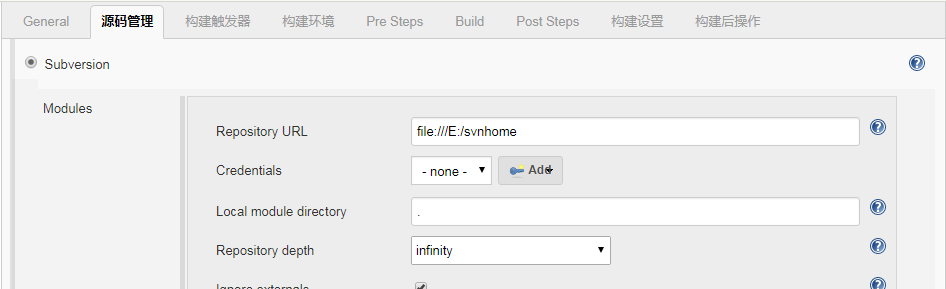 General 源码管理 构建触发器 构建环境 Pre Steps Build Post Steps 构建设置 构建后操作
Subversion
Modules
Repository URL file:///E:/svnhome
Credentials - none - Add
Local module directory .
Repository depth infinity
Ignore externals